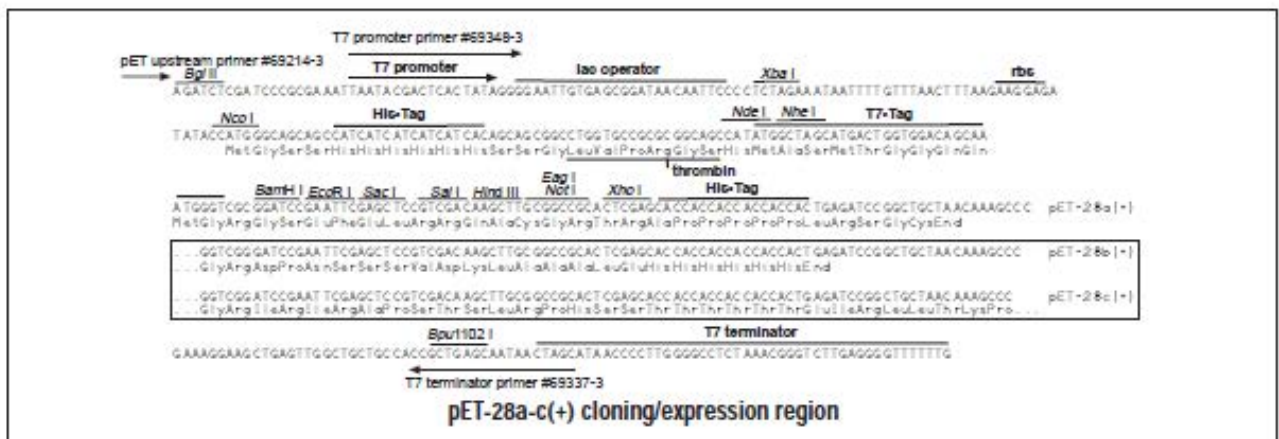 T7 promoter primer #69348-3
pET upstream primer #69214-3
Bgl II T7 promoter lac operator Xba I rbs
AGATCTCGATCCCGCGAAATTAATACGACTCACTATAGGGGAATTGTGAGCGGATAACAATTCCCCTCTAGAAATAATTTTGTTTAACTTTAAGAAGGAGA
Nco I His•Tag Nde I Nhe I T7•Tag
TATACCATGGGCAGCAGCCATCATCATCATCATCACAGCAGCGGCCTGGTGCCGCGCGGCAGCCATATGGCTAGCATGACTGGTGGACAGCAA
MetGlySerSerHisHisHisHisHisHisSerSerGlyLeuValProArgGlySerHisMetAlaSerMetThrGlyGlyGlnGln
thrombin
BamH I EcoR I Sac I Sal I Hind III Eag I Not I Xho I His•Tag
ATGGGTCGCGGATCCGAATTCGAGCTCCGTCGACAAGCTTGCGGCCGCACTCGAGCACCACCACCACCACCACTGAGATCCGGCTGCTAACAAAGCCC pET-28a(+)
MetGlyArgGlySerGluPheGluLeuArgArgGlnAlaCysGlyArgThrArgAlaProProProProProLeuArgSerGlyCysEnd
...GGTCGGGATCCGAATTCGAGCTCCGTCGACAAGCTTGCGGCCGCACTCGAGCACCACCACCACCACCACTGAGATCCGGCTGCTAACAAAGCCC pET-28b(+)
...GlyArgAspProAsnSerSerSerValAspLysLeuAlaAlaAlaLeuGluHisHisHisHisHisHisEnd
...GGTCGGATCCGAATTCGAGCTCCGTCGACAAGCTTGCGGCCGCACTCGAGCACCACCACCACCACCACTGAGATCCGGCTGCTAACAAAGCCC pET-28c(+)
...GlyArgIleArgIleArgAlaProSerThrSerLeuArgProHisSerSerThrThrThrThrThrThrGluIleArgLeuLeuThrLysPro...
Bpu1102 I T7 terminator
GAAAGGAAGCTGAGTTGGCTGCTGCCACCGCTGAGCAATAACTAGCATAACCCCTTGGGGCCTCTAAACGGGTCTTGAGGGGTTTTTTG
T7 terminator primer #69337-3
pET-28a-c(+) cloning/expression region